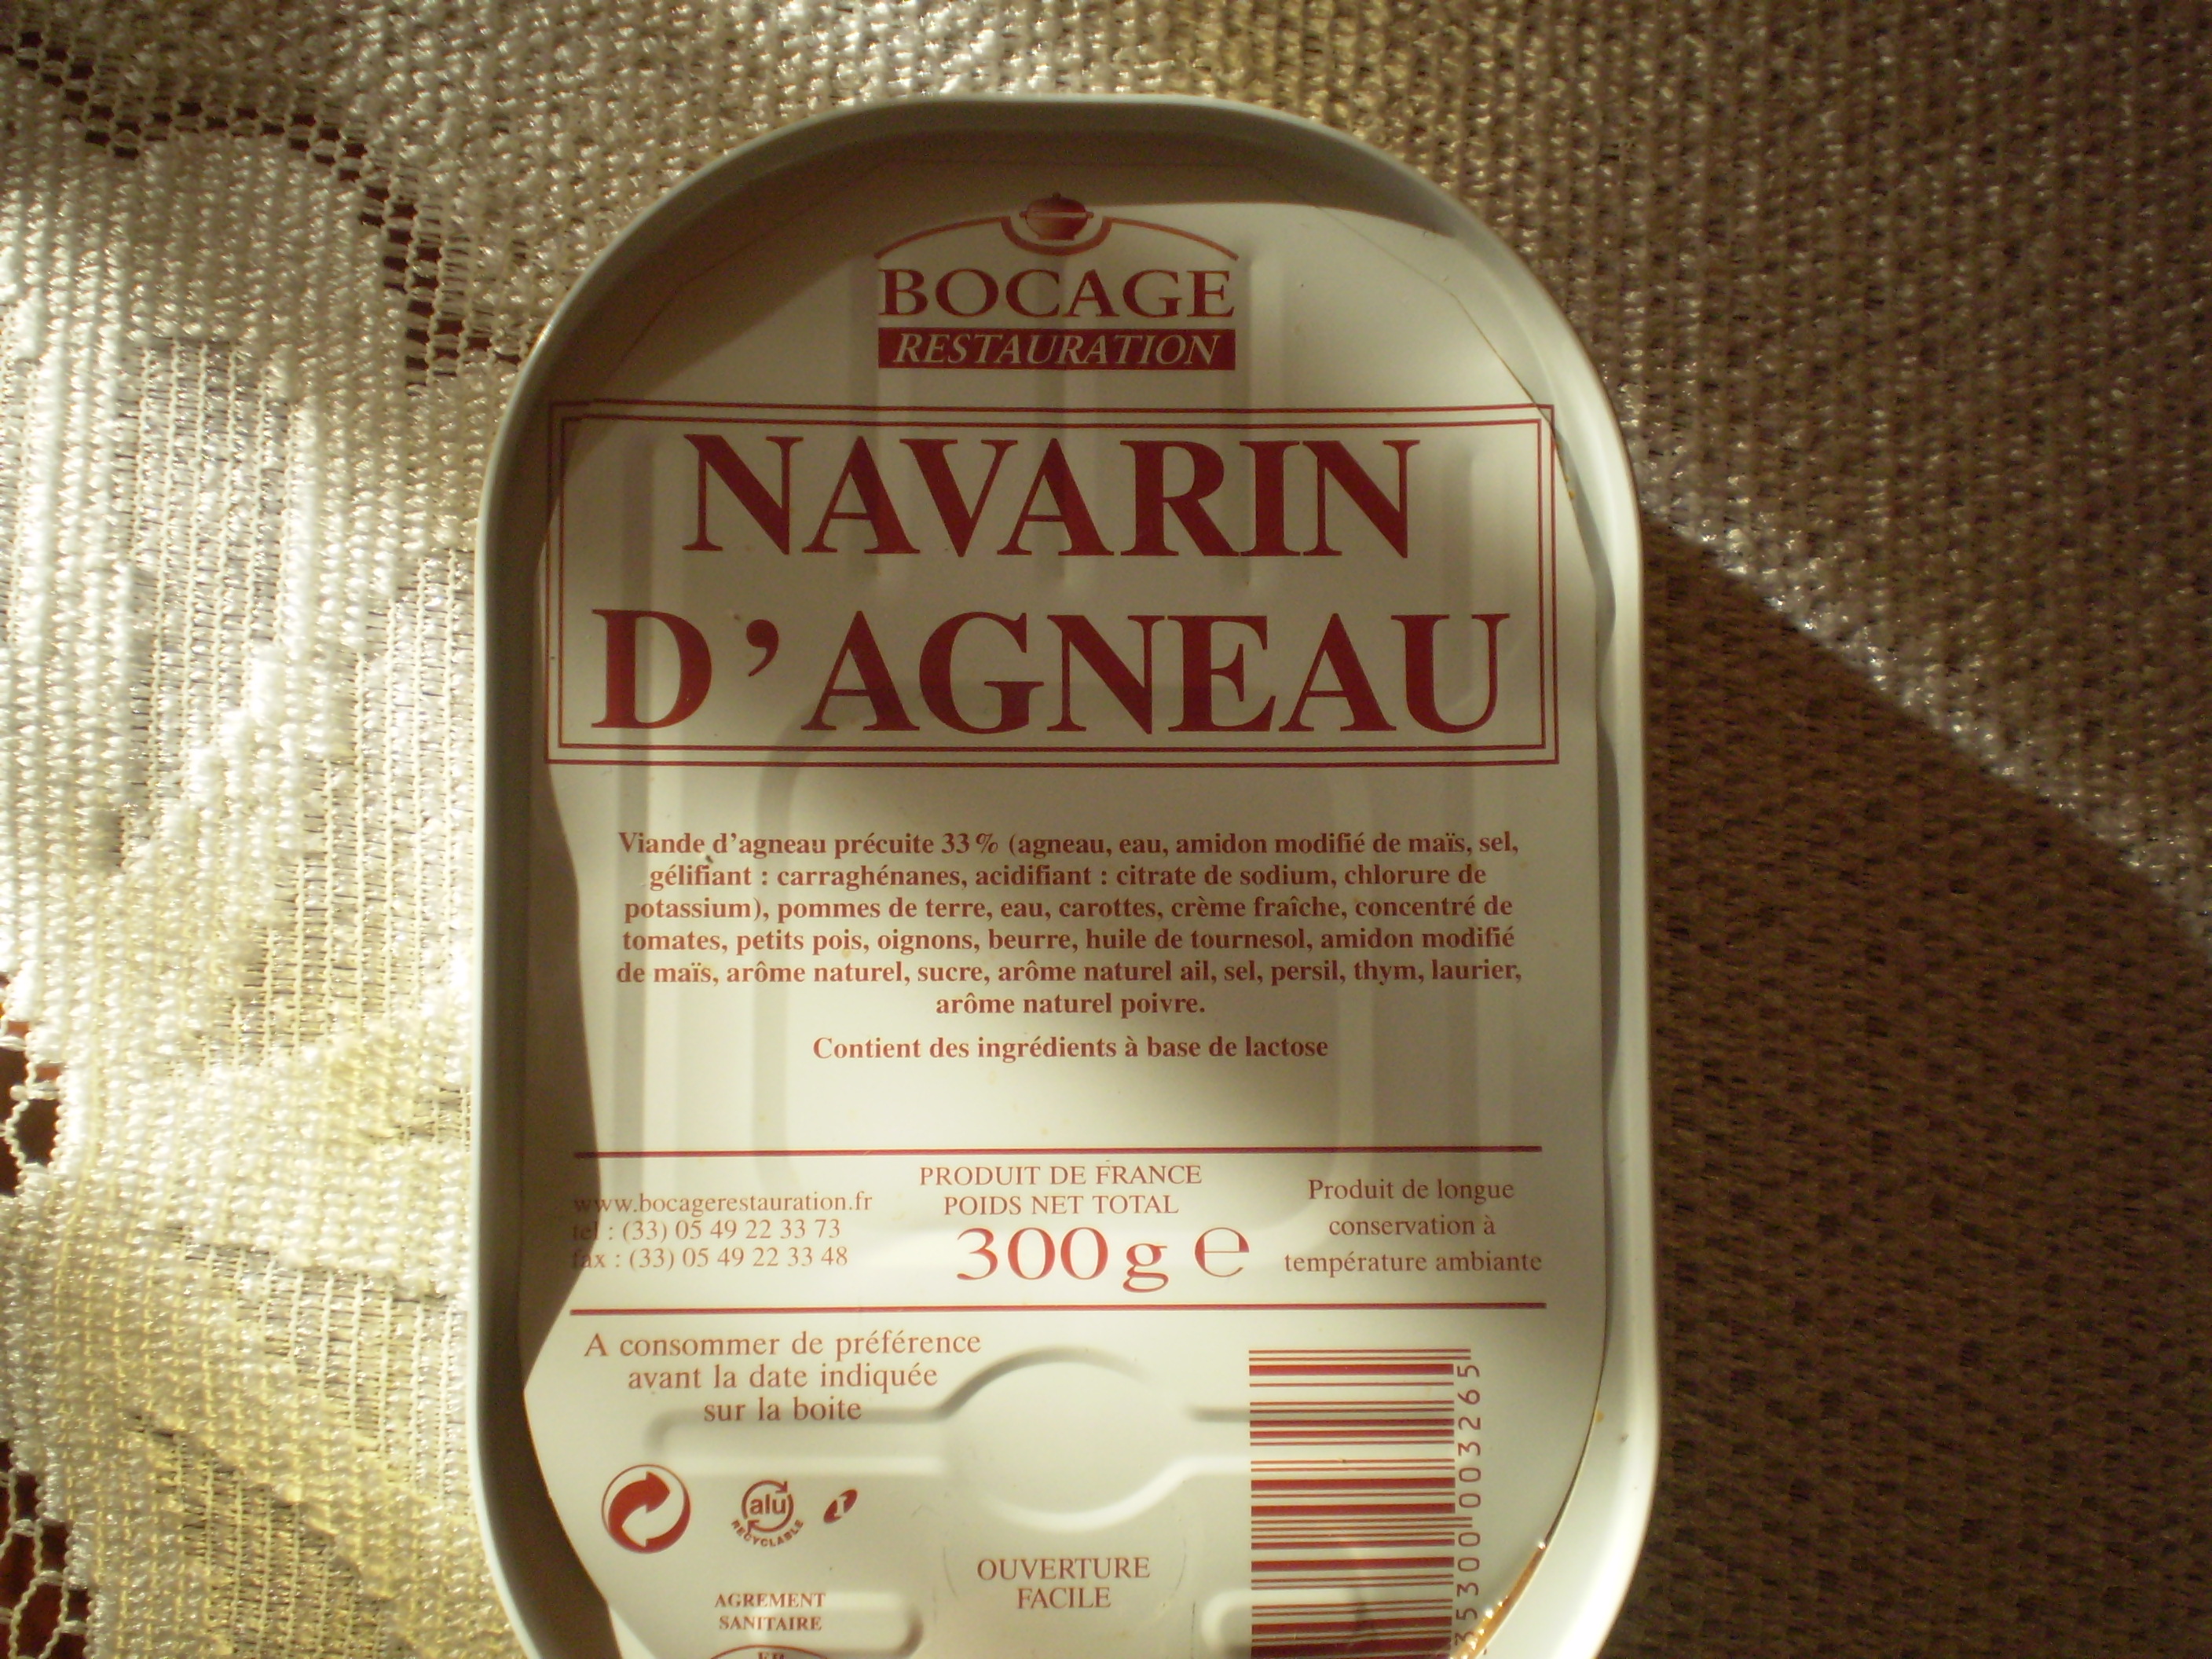 BOCAGE
RESTAURATION
NAVARIN
D'AGNEAU
Viande d'agneau précuite 33 % (agneau, eau, amidon modifié de maïs, sel,
gélifiant : carraghénanes, acidifiant : citrate de sodium, chlorure de
potassium), pommes de terre, eau, carottes, crème fraîche, concentré de
tomates, petits pois, oignons, beurre, huile de tournesol, amidon modifié
de maïs, arôme naturel, sucre, arôme naturel ail, sel, persil, thym, laurier,
arôme naturel poivre.
Contient des ingrédients à base de lactose
www.bocagerestauration.fr
tel : (33) 05 49 22 33 73
fax : (33) 05 49 22 33 48
PRODUIT DE FRANCE
POIDS NET TOTAL
300 g e
Produit de longue
conservation à
température ambiante
A consommer de préférence
avant la date indiquée
sur la boite
alu
RECYCLABLE
AGREMENT
SANITAIRE
OUVERTURE
FACILE
35300 003265